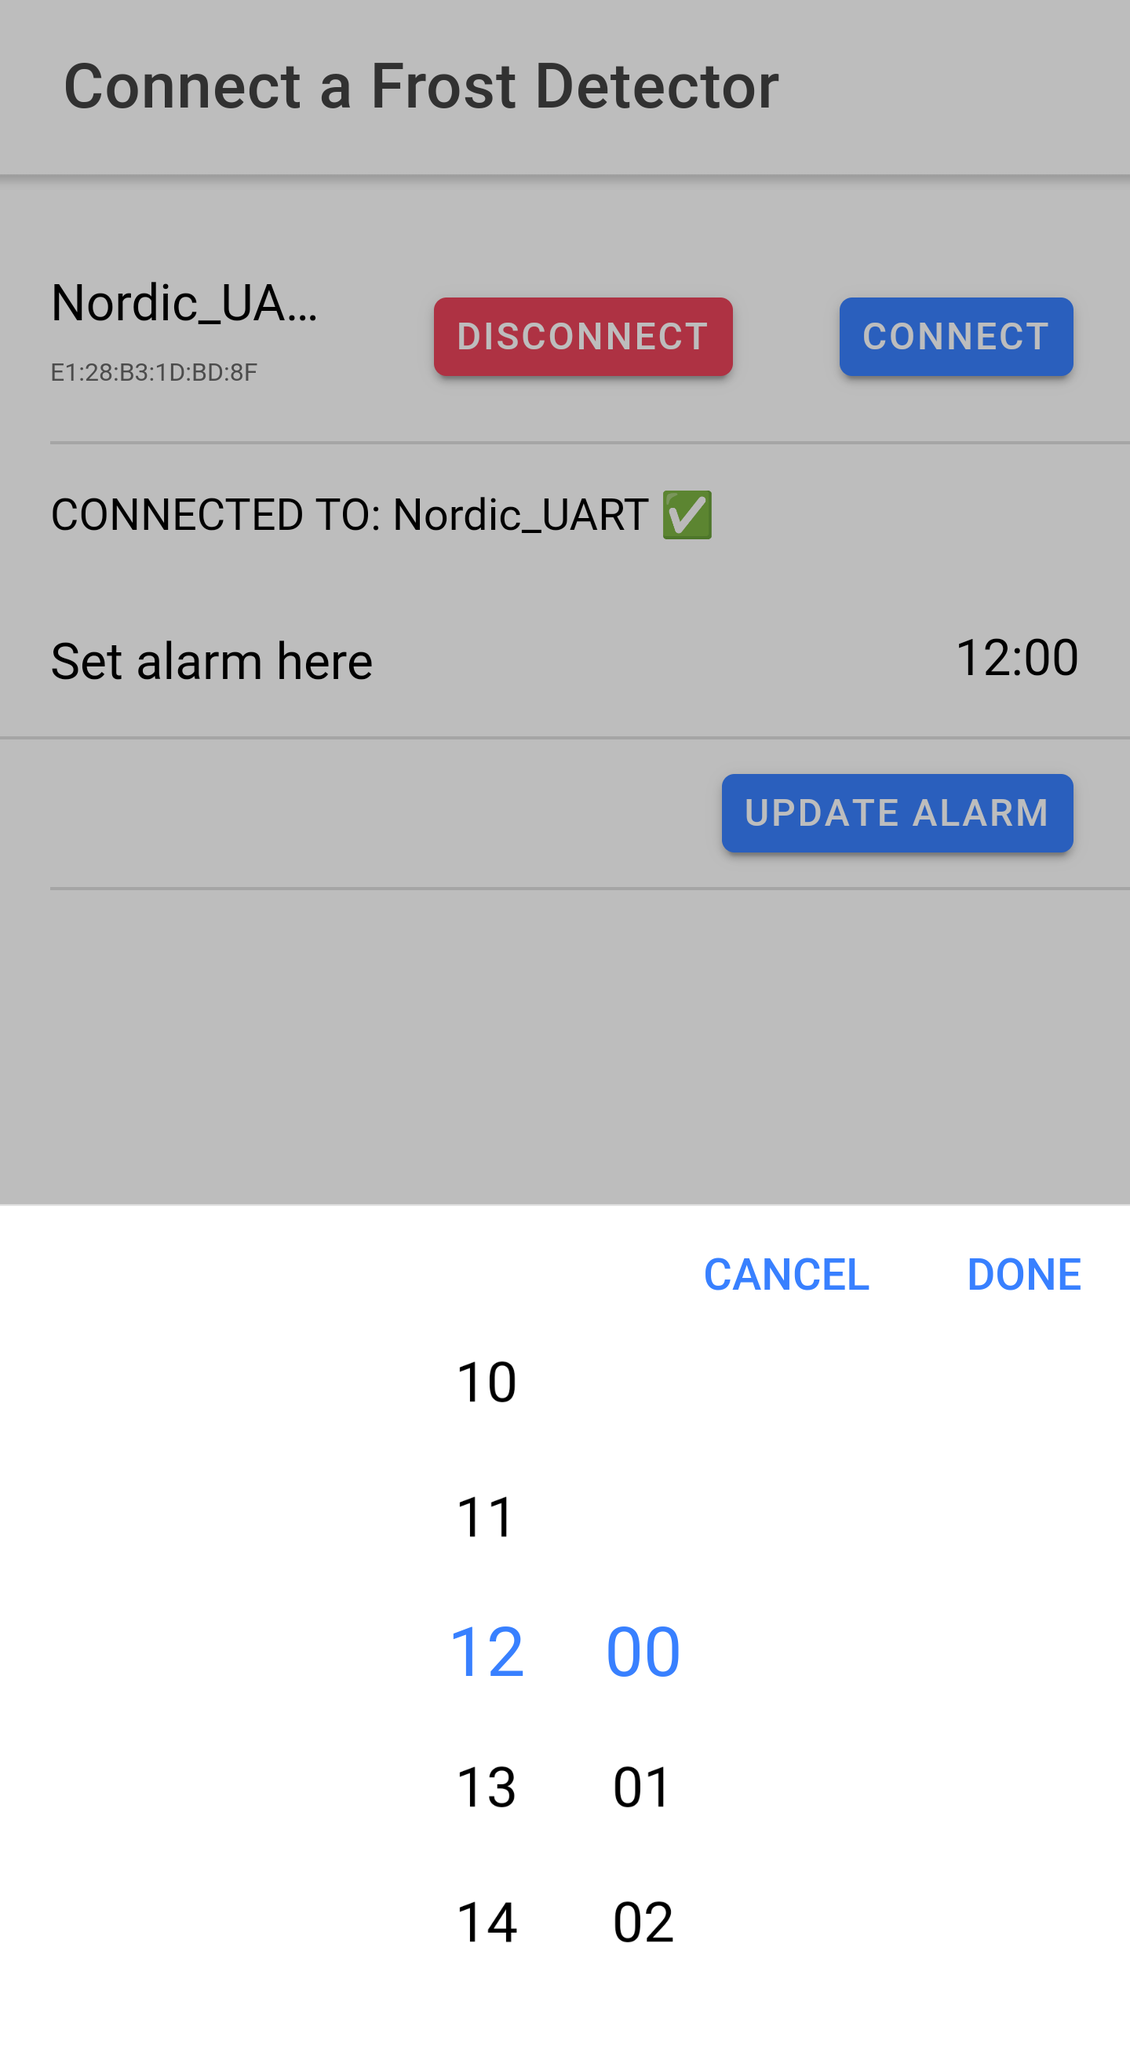 Connect a Frost Detector
Nordic_UA...
DISCONNECT
CONNECT
E1:28:B3:1D:BD:8F
CONNECTED TO: Nordic_UART ✅
Set alarm here 12:00
UPDATE ALARM
CANCEL DONE
10
11
12 00
13 01
14 02